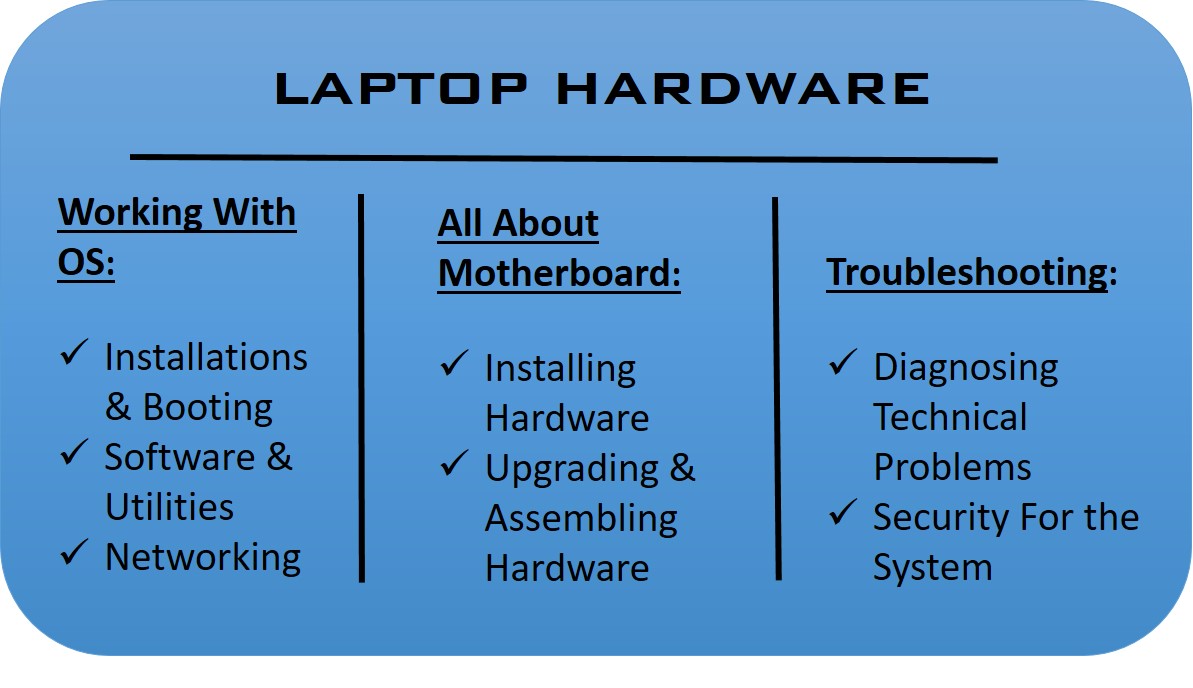 LAPTOP HARDWARE
Working With
OS:
✓ Installations
& Booting
✓ Software &
Utilities
✓ Networking
All About
Motherboard:
✓ Installing
Hardware
✓ Upgrading &
Assembling
Hardware
Troubleshooting:
✓ Diagnosing
Technical
Problems
✓ Security For the
System